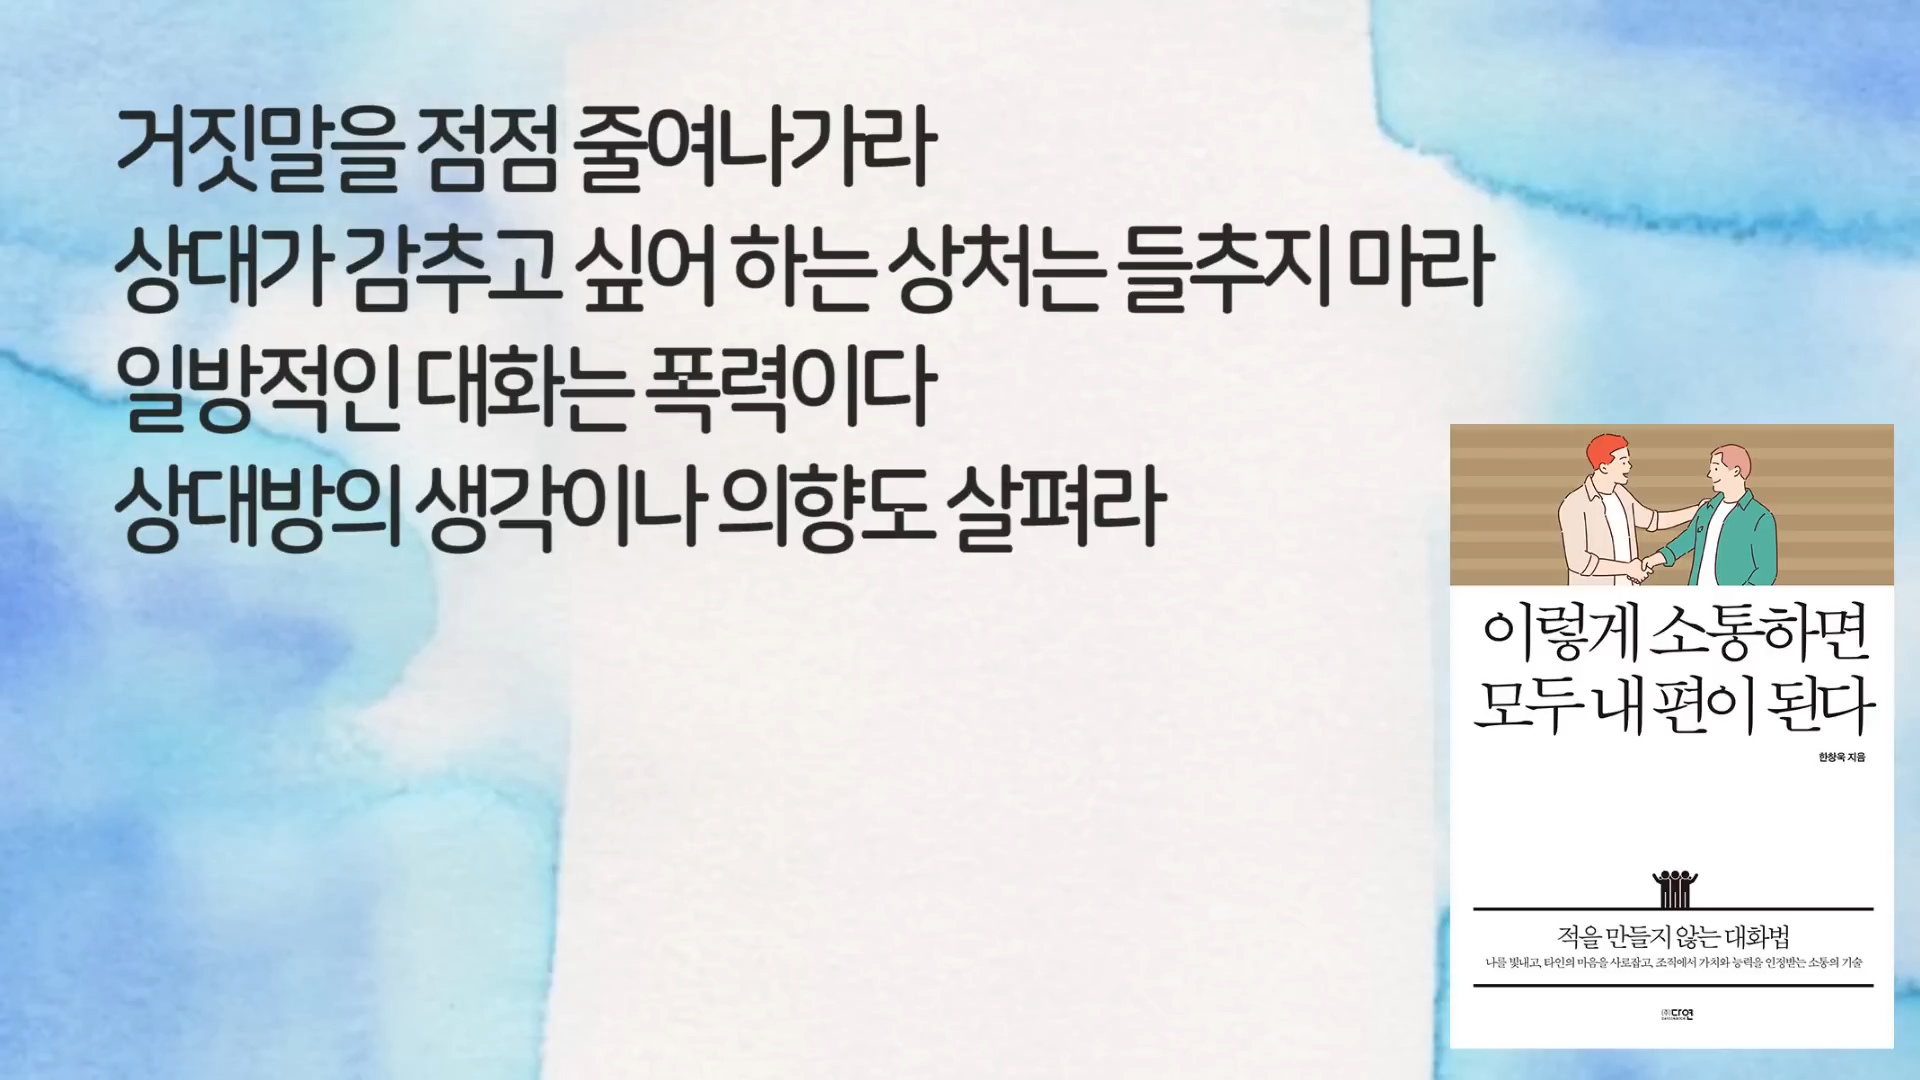 거짓말을 점점 줄여나가라
상대가 감추고 싶어 하는 상처는 들추지 마라
일방적인 대화는 폭력이다
상대방의 생각이나 의향도 살펴라
이렇게 소통하면
모두 내 편이 된다
한창욱 지음
적을 만들지 않는 대화법
나를 빛내고, 타인의 마음을 사로잡고, 조직에서 가치와 능력을 인정받는 소통의 기술
(주)다연